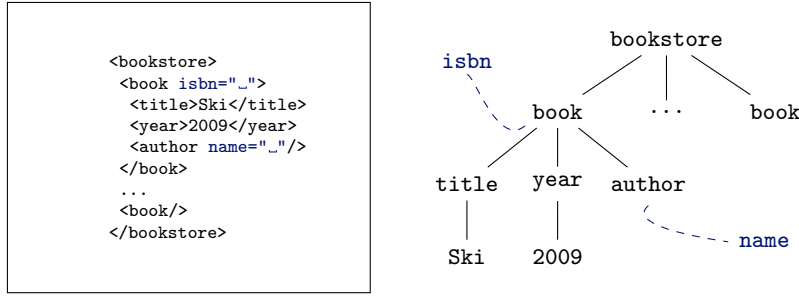 <bookstore>
<book isbn="␣">
<title>Ski</title>
<year>2009</year>
<author name="␣"/>
</book>
...
<book/>
</bookstore>
bookstore
isbn
book
...
book
title
year
author
name
Ski
2009